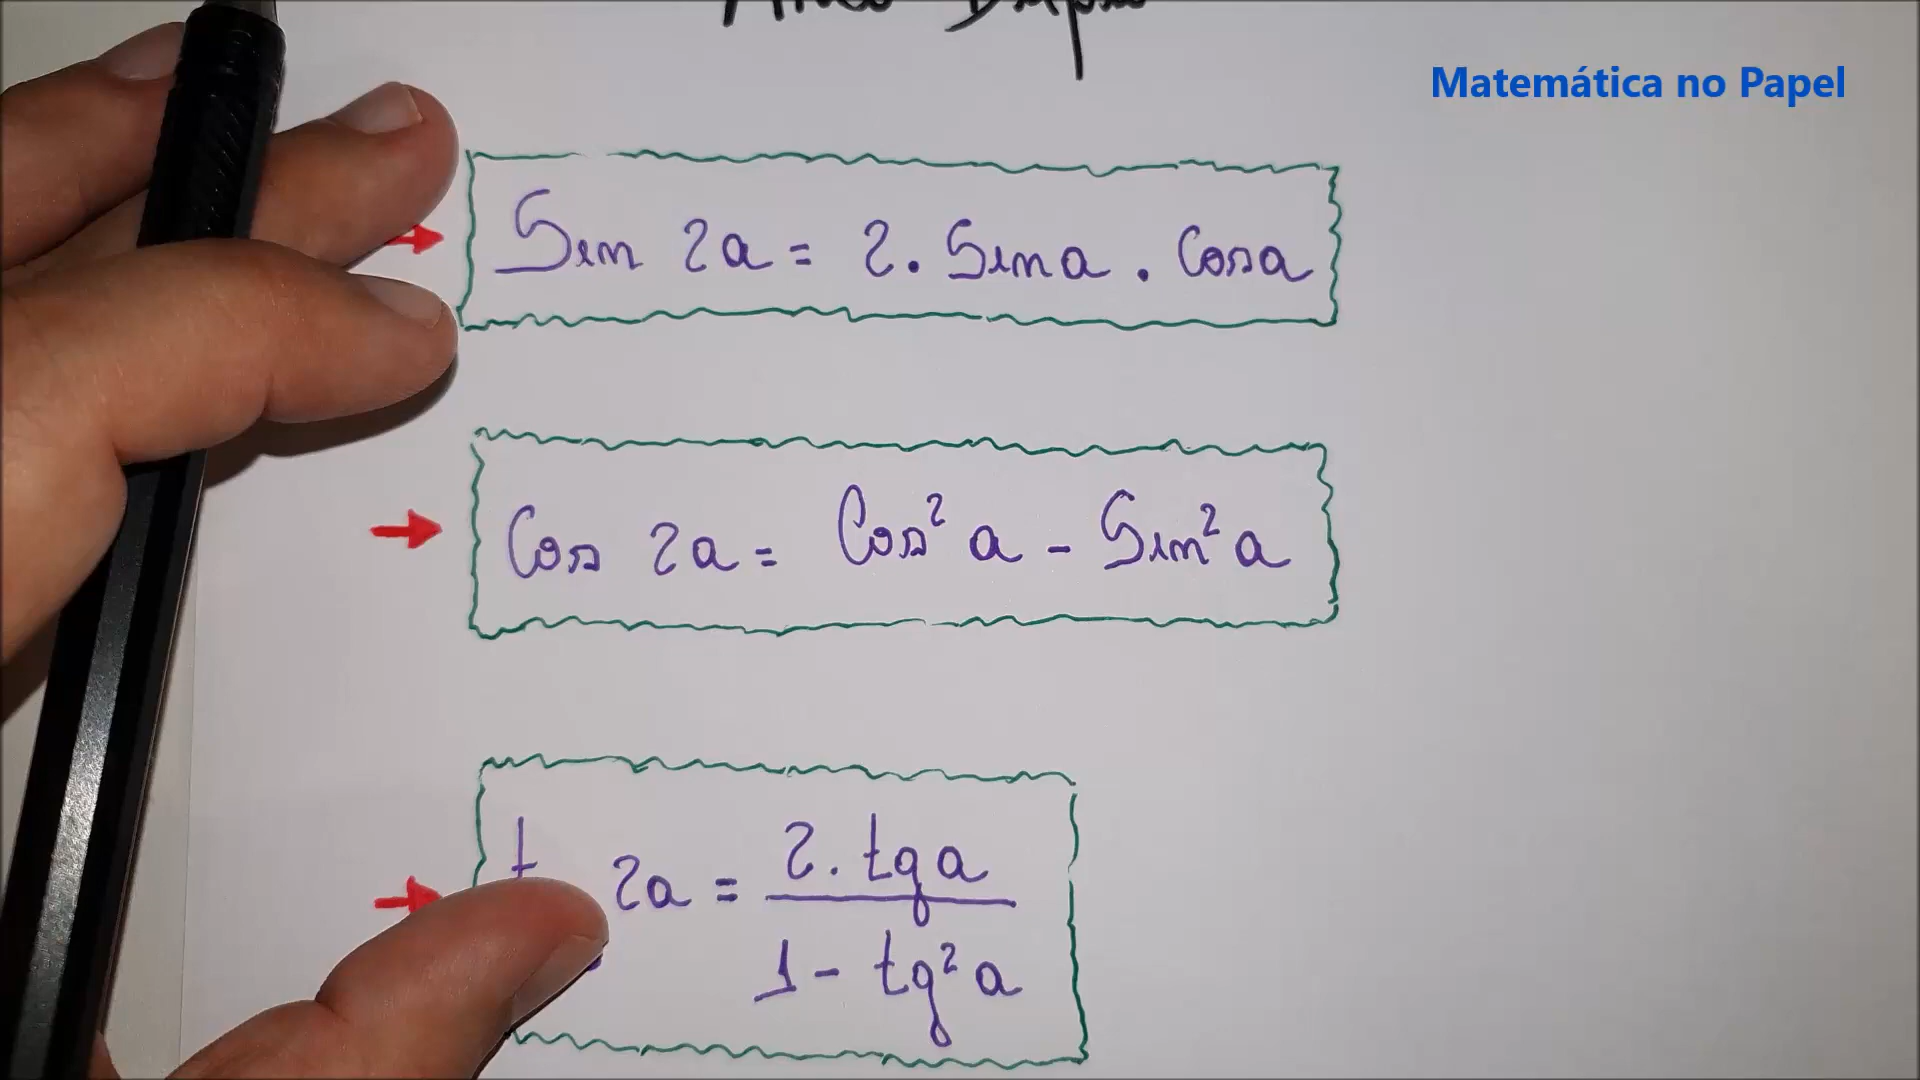 Matemática no Papel
Sen 2a = 2 . Sen a . Cos a
Cos 2a = Cos² a - Sen² a
2a = 2 . tg a
1 - tg² a